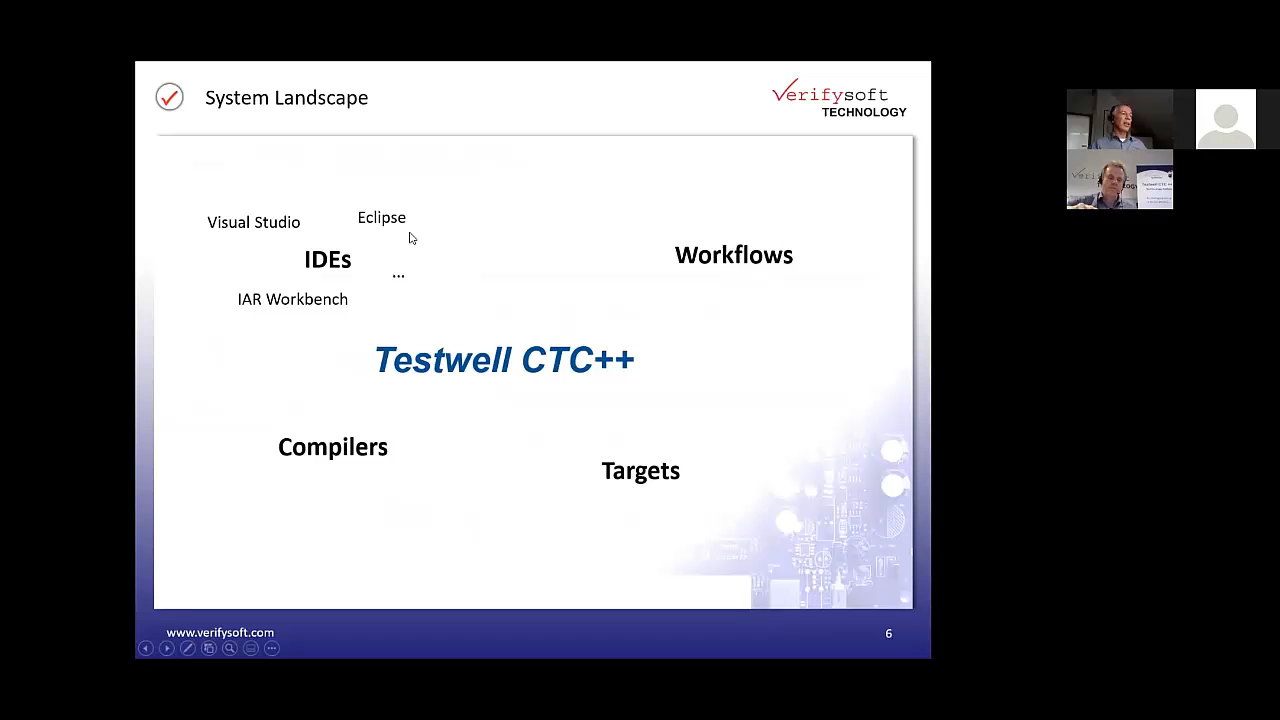 System Landscape
Verifysoft
TECHNOLOGY
Visual Studio
Eclipse
IDEs
...
IAR Workbench
Workflows
Testwell CTC++
Compilers
Targets
www.verifysoft.com
6